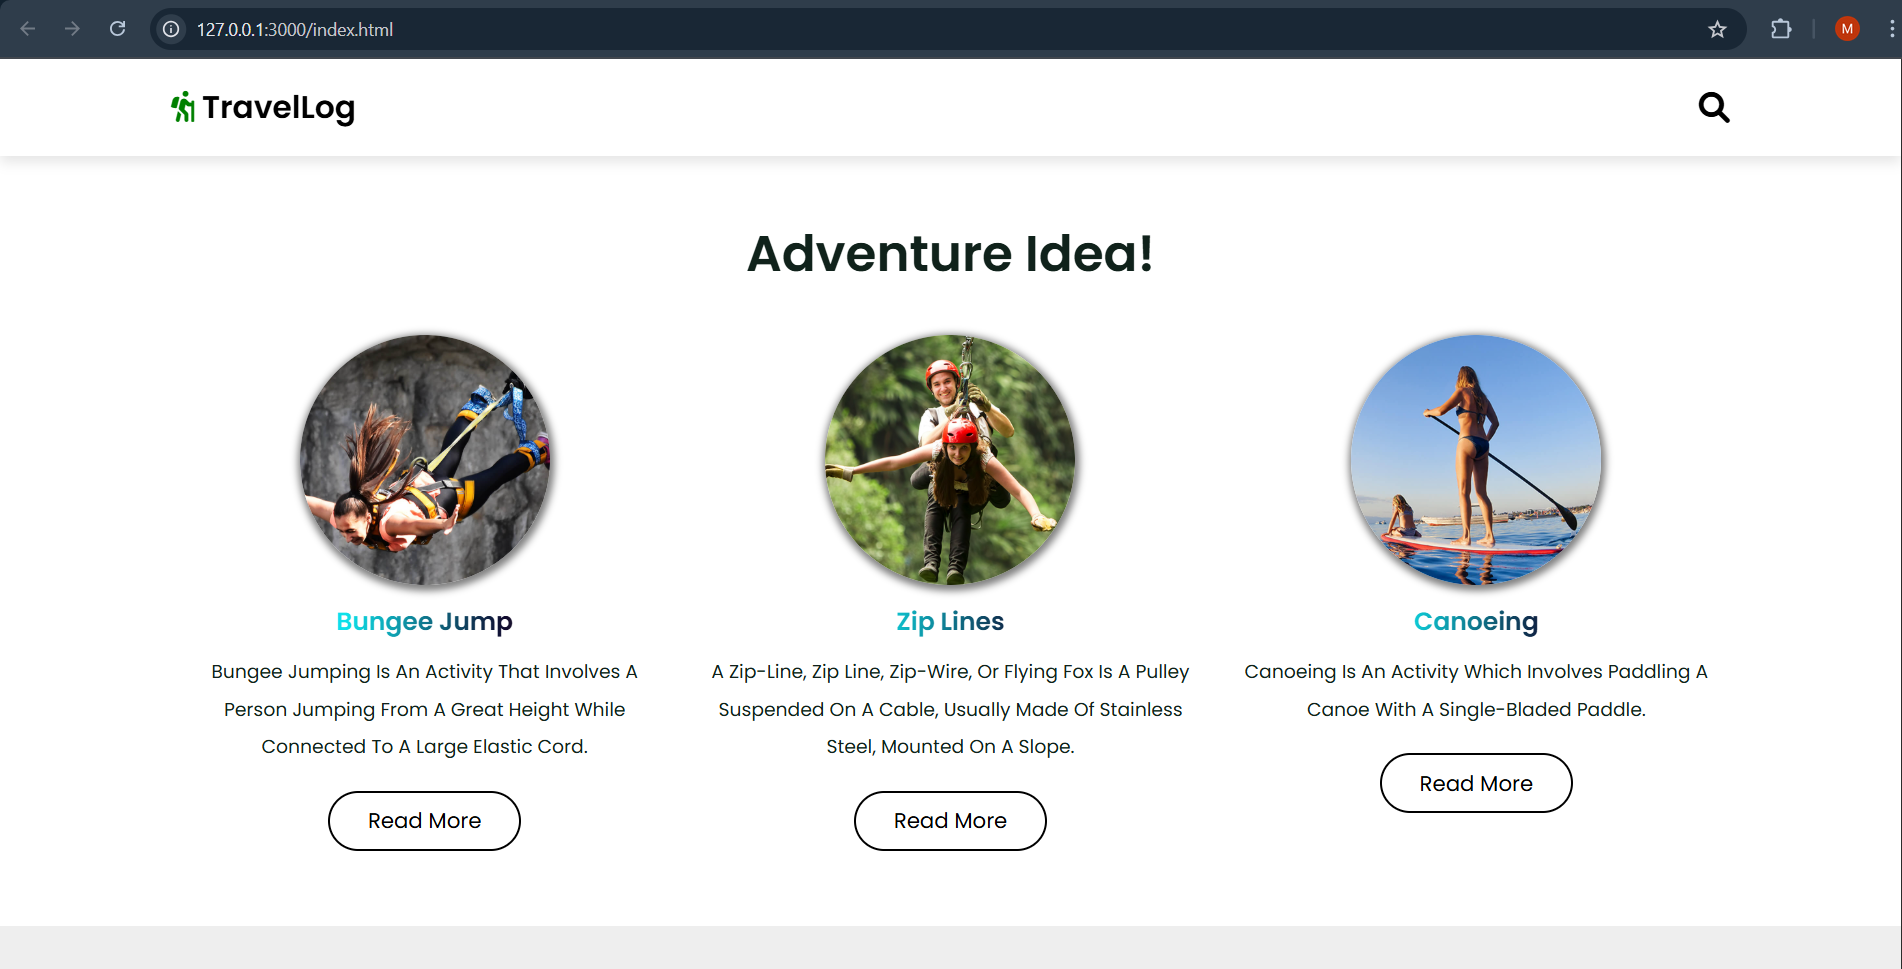 127.0.0.1:3000/index.html
M
TravelLog
Adventure Idea!
Bungee Jump
Bungee Jumping Is An Activity That Involves A
Person Jumping From A Great Height While
Connected To A Large Elastic Cord.
Read More
Zip Lines
A Zip-Line, Zip Line, Zip-Wire, Or Flying Fox Is A Pulley
Suspended On A Cable, Usually Made Of Stainless
Steel, Mounted On A Slope.
Read More
Canoeing
Canoeing Is An Activity Which Involves Paddling A
Canoe With A Single-Bladed Paddle.
Read More